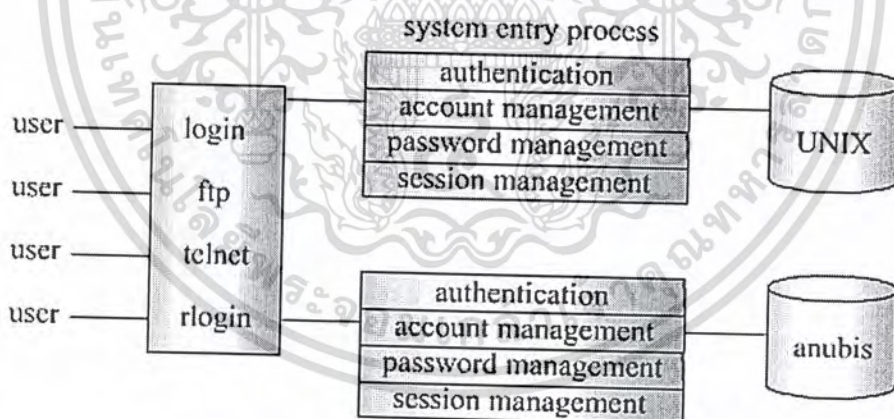 system entry process
authentication
account management
password management
session management
UNIX
user
login
user
ftp
user
telnet
user
rlogin
authentication
account management
password management
session management
anubis